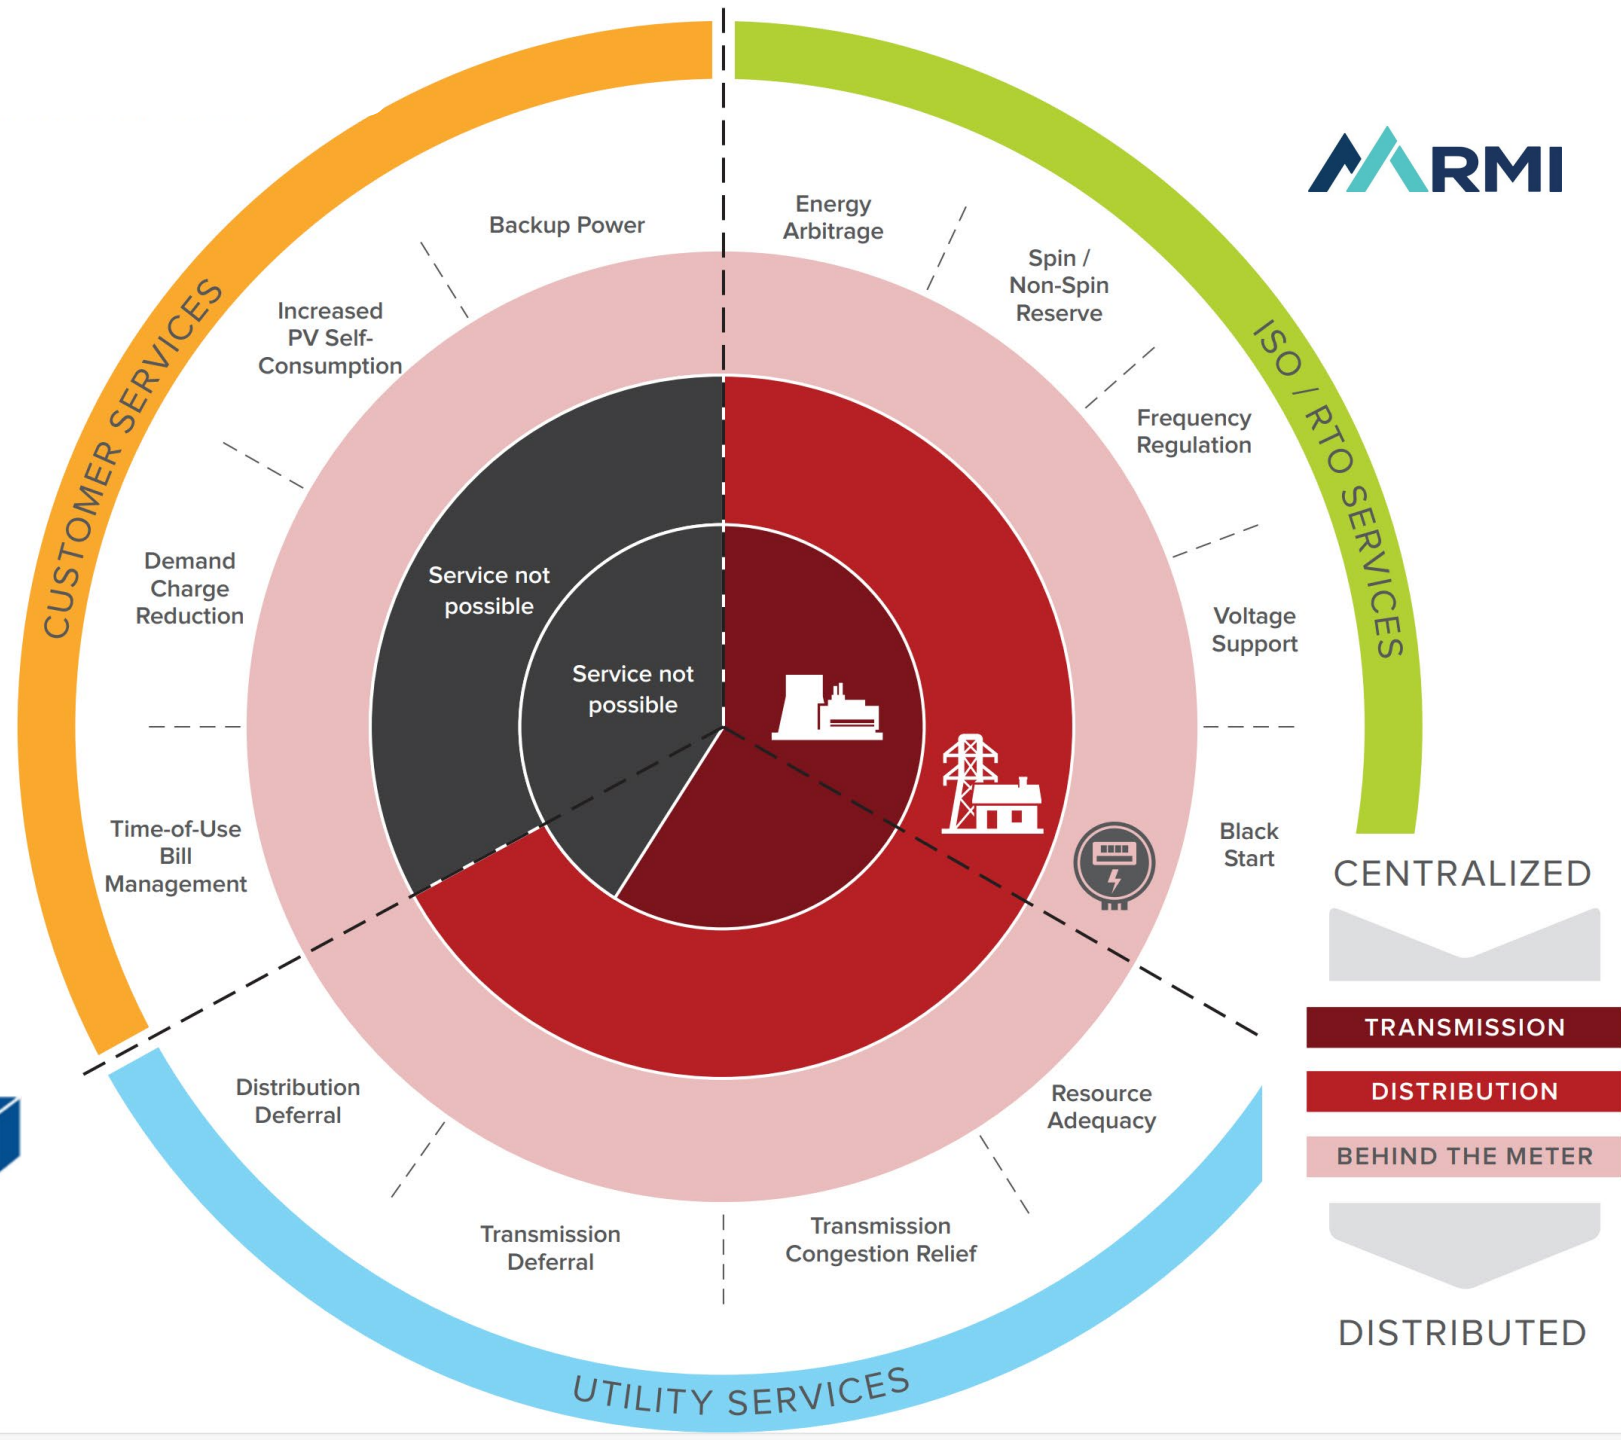 RMI
Energy
Arbitrage
Spin /
Non-Spin
Reserve
Frequency
Regulation
Voltage
Support
Black
Start
ISO / RTO SERVICES
Backup Power
Increased
PV Self-
Consumption
Demand
Charge
Reduction
Time-of-Use
Bill
Management
CUSTOMER SERVICES
Service not
possible
Service not
possible
Distribution
Deferral
Transmission
Deferral
Transmission
Congestion Relief
Resource
Adequacy
UTILITY SERVICES
CENTRALIZED
TRANSMISSION
DISTRIBUTION
BEHIND THE METER
DISTRIBUTED